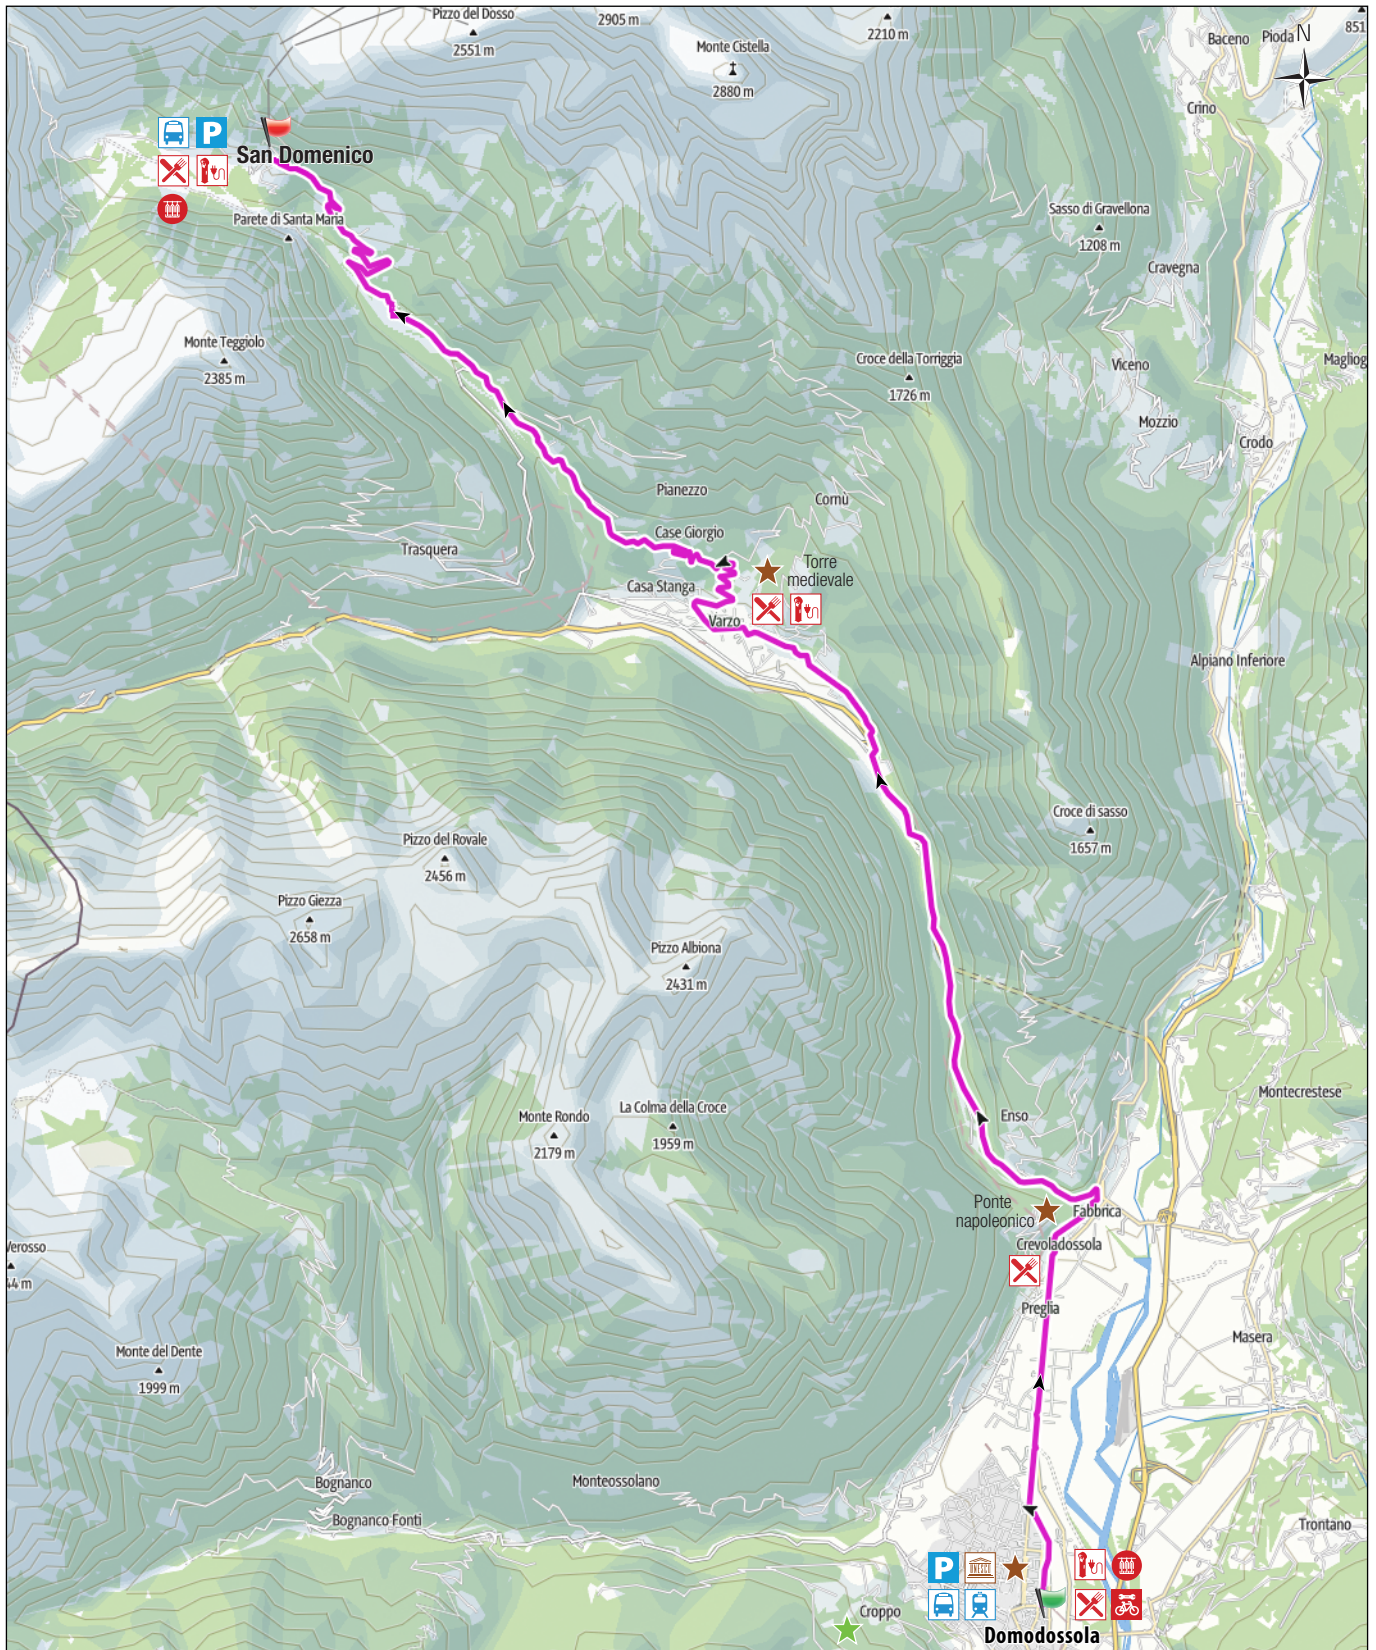 Pizzo del Dosso
2551 m
2905 m
Monte Cistella
2880 m
2210 m
Baceno
Pioda
N
851
Crino
P
San Domenico
Parete di Santa Maria
Sasso di Gravellona
1208 m
Cravegna
Monte Teggiolo
2385 m
Croce della Torriggia
1726 m
Viceno
Magliog
Mozzio
Crodo
Pianezzo
Cornù
Case Giorgio
Trasquera
Torre
medievale
Casa Stanga
Varzo
Alpiano Inferiore
Croce di sasso
1657 m
Pizzo del Rovale
2456 m
Pizzo Giezza
2658 m
Pizzo Albiona
2431 m
Montecrestese
Monte Rondo
2179 m
La Colma della Croce
1959 m
Enso
Ponte
napoleonico
Fabbrica
Crevoladossola
Verosso
44 m
Preglia
Masera
Monte del Dente
1999 m
Bognanco
Monteossolano
Bognanco Fonti
Trontano
P
UNESCO
Croppo
Domodossola